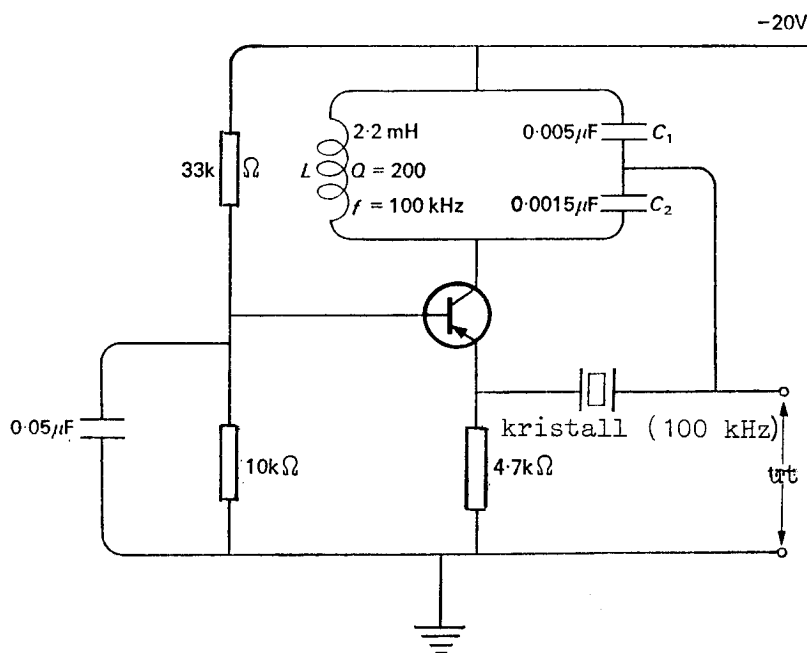 -20V
2·2 mH
0·005μF C₁
33k Ω
L Q = 200
f = 100 kHz
0·0015μF C₂
0·05μF
10kΩ
4·7kΩ
kristall (100 kHz)
ut